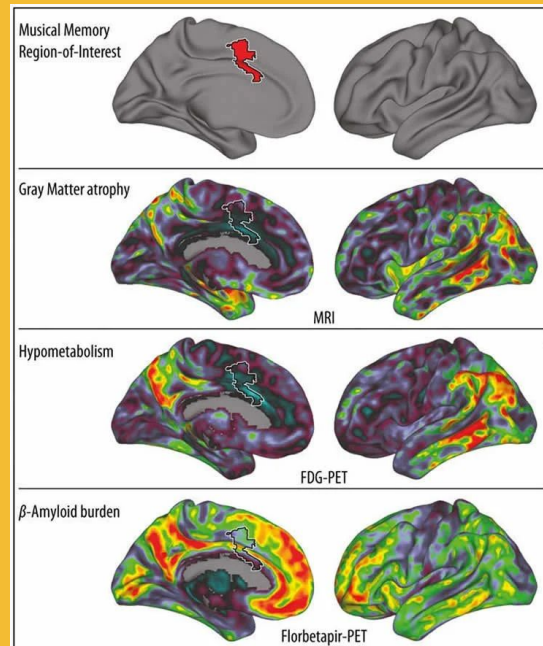 Musical Memory
Region-of-Interest
Gray Matter atrophy
MRI
Hypometabolism
FDG-PET
β-Amyloid burden
Florbetapir-PET